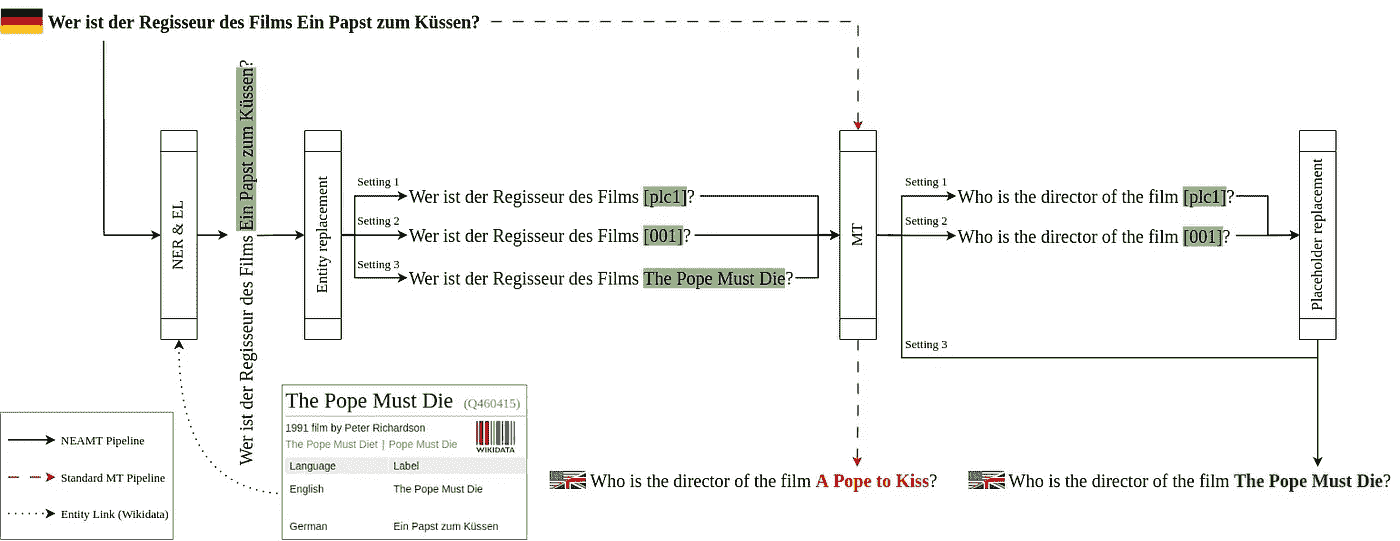 Wer ist der Regisseur des Films Ein Papst zum Küssen?
NER & EL
Wer ist der Regisseur des Films Ein Papst zum Küssen?
Entity replacement
Setting 1
Wer ist der Regisseur des Films [plc1]?
Setting 2
Wer ist der Regisseur des Films [001]?
Setting 3
Wer ist der Regisseur des Films The Pope Must Die?
MT
Setting 1
Who is the director of the film [plc1]?
Setting 2
Who is the director of the film [001]?
Setting 3
Placeholder replacement
The Pope Must Die (Q460415)
1991 film by Peter Richardson
The Pope Must Diet | Pope Must Die
WIKIDATA
Language Label
English The Pope Must Die
German Ein Papst zum Küssen
NEAMT Pipeline
Standard MT Pipeline
Entity Link (Wikidata)
Who is the director of the film A Pope to Kiss?
Who is the director of the film The Pope Must Die?